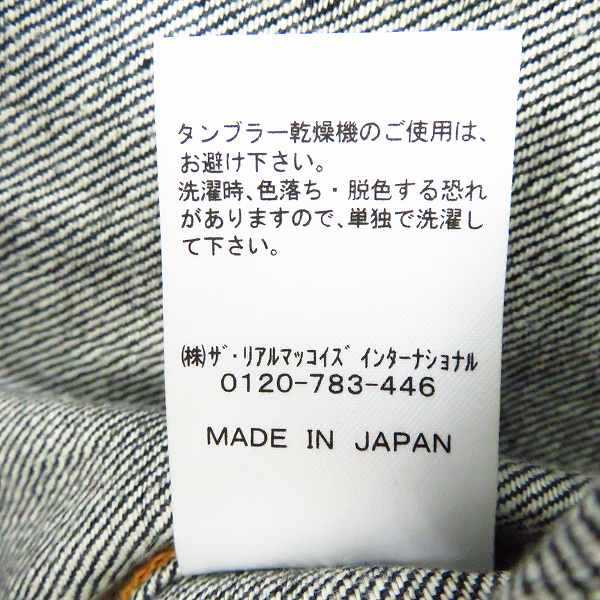 タンブラー乾燥機のご使用は、
お避け下さい。
洗濯時、色落ち・脱色する恐れ
がありますので、単独で洗濯し
て下さい。
㈱ｻﾞ・ﾘｱﾙﾏｯｺｲｽﾞ ｲﾝﾀｰﾅｼｮﾅﾙ
0120-783-446
MADE IN JAPAN